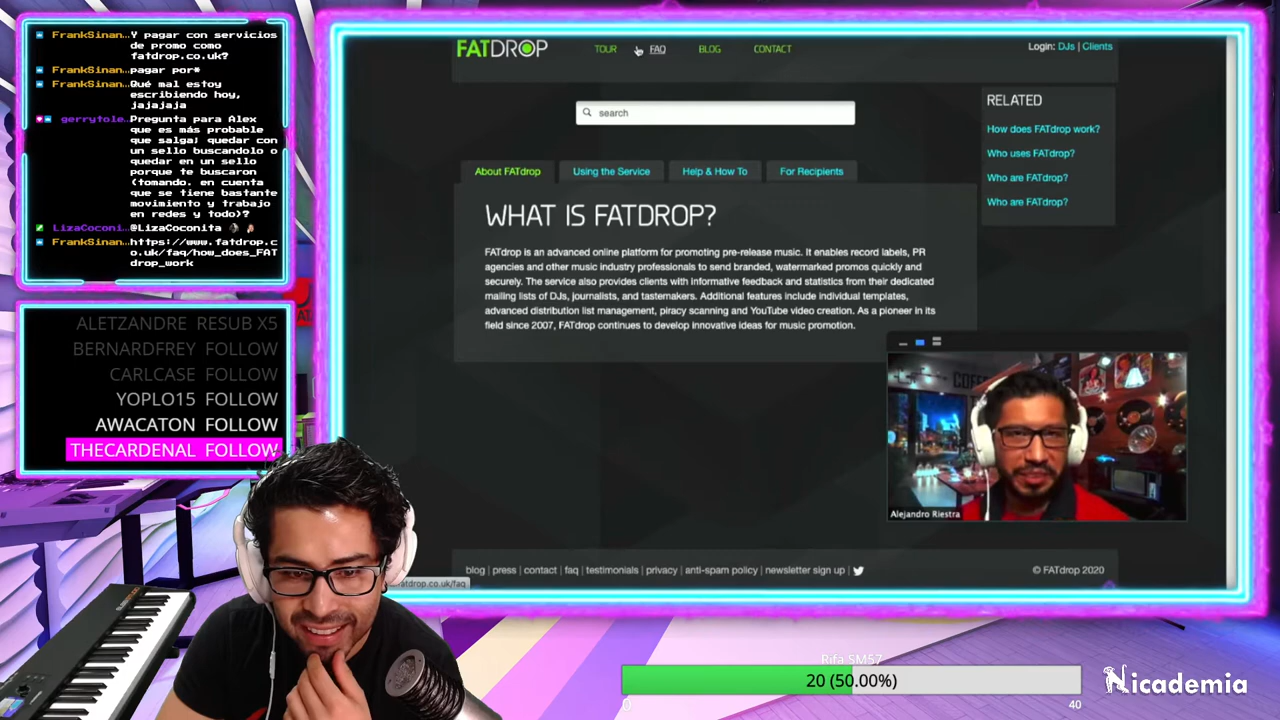 FrankSinan.. Y pagar con servicios
de promo como
fatdrop.co.uk?
FrankSinan.. pagar por*
FrankSinan.. Qué mal estoy
escribiendo hoy,
jajajaja
gerrytole.. Pregunta para Alex
que es más probable
que salga; quedar con
un sello buscandolo o
quedar en un sello
porque te buscaron
(tomando. en cuenta
que se tiene bastante
movimiento y trabajo
en redes y todo)?
LizaCoconi.. @LizaCoconita
FrankSinan.. https://www.fatdrop.c
o.uk/faq/how_does_FAT
drop_work
ALETZANDRE RESUB X5
BERNARDFREY FOLLOW
CARLCASE FOLLOW
YOPLO15 FOLLOW
AWACATON FOLLOW
THECARDENAL FOLLOW
FATDROP TOUR FAQ BLOG CONTACT Login: DJs | Clients
search
About FATdrop Using the Service Help & How To For Recipients
WHAT IS FATDROP?
FATdrop is an advanced online platform for promoting pre-release music. It enables record labels, PR
agencies and other music industry professionals to send branded, watermarked promos quickly and
securely. The service also provides clients with informative feedback and statistics from their dedicated
mailing lists of DJs, journalists, and tastemakers. Additional features include individual templates,
advanced distribution list management, piracy scanning and YouTube video creation. As a pioneer in its
field since 2007, FATdrop continues to develop innovative ideas for music promotion.
RELATED
How does FATdrop work?
Who uses FATdrop?
Who are FATdrop?
Who are FATdrop?
COFFEE
Alejandro Riestra
blog | press | contact | faq | testimonials | privacy | anti-spam policy | newsletter sign up | © FATdrop 2020
fatdrop.co.uk/faq
Rifa SM57
20 (50.00%)
0 40
Nicademia